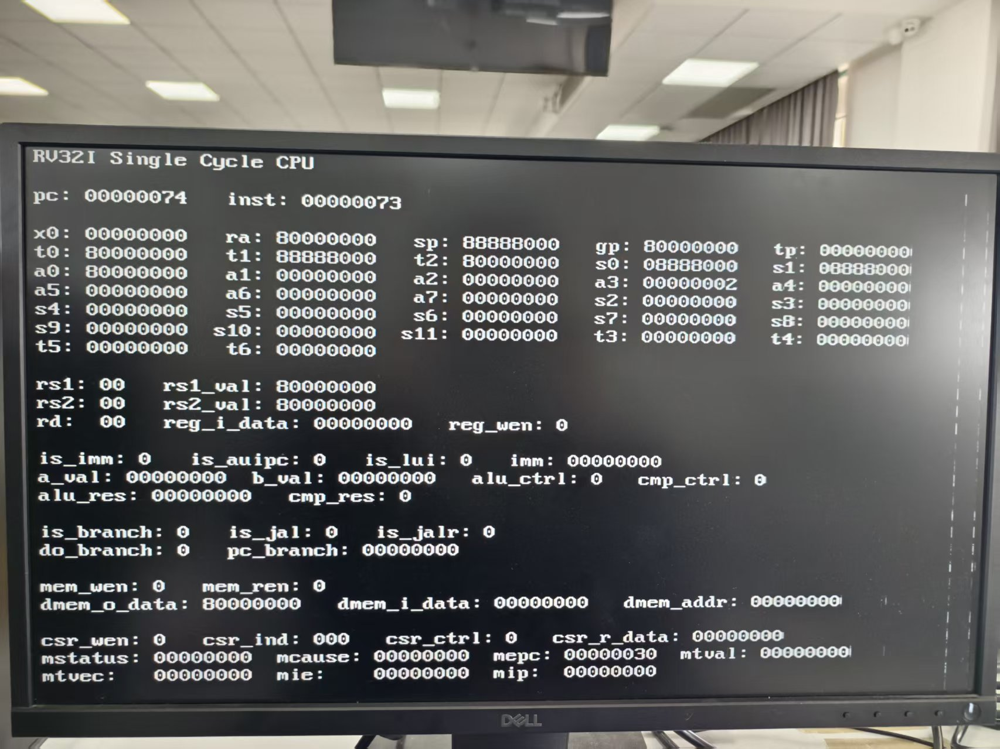 RV32I Single Cycle CPU
pc: 00000074 inst: 00000073
x0: 00000000 ra: 80000000 sp: 88888000 gp: 80000000 tp: 00000000
t0: 80000000 t1: 88888000 t2: 80000000 s0: 08888000 s1: 08888000
a0: 80000000 a1: 00000000 a2: 00000000 a3: 00000002 a4: 00000000
a5: 00000000 a6: 00000000 a7: 00000000 s2: 00000000 s3: 00000000
s4: 00000000 s5: 00000000 s6: 00000000 s7: 00000000 s8: 00000000
s9: 00000000 s10: 00000000 s11: 00000000 t3: 00000000 t4: 00000000
t5: 00000000 t6: 00000000
rs1: 00 rs1_val: 80000000
rs2: 00 rs2_val: 80000000
rd: 00 reg_i_data: 00000000 reg_wen: 0
is_imm: 0 is_auipc: 0 is_lui: 0 imm: 00000000
a_val: 00000000 b_val: 00000000 alu_ctrl: 0 cmp_ctrl: 0
alu_res: 00000000 cmp_res: 0
is_branch: 0 is_jal: 0 is_jalr: 0
do_branch: 0 pc_branch: 00000000
mem_wen: 0 mem_ren: 0
dmem_o_data: 80000000 dmem_i_data: 00000000 dmem_addr: 00000000
csr_wen: 0 csr_ind: 000 csr_ctrl: 0 csr_r_data: 00000000
mstatus: 00000000 mcause: 00000000 mepc: 00000030 mtval: 00000000
mtvec: 00000000 mie: 00000000 mip: 00000000
DELL